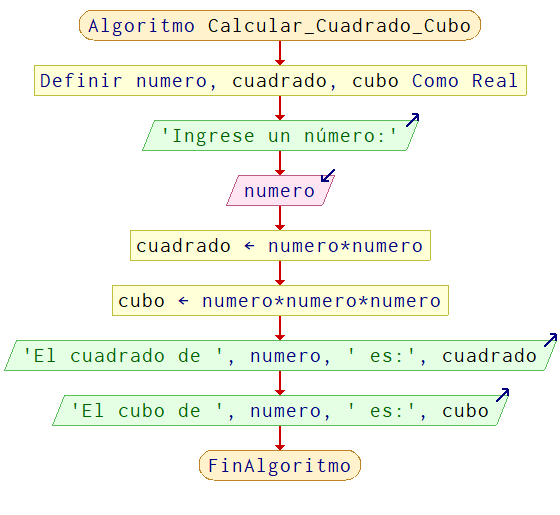 Algoritmo Calcular_Cuadrado_Cubo
Definir numero, cuadrado, cubo Como Real
'Ingrese un número:'
numero
cuadrado ← numero*numero
cubo ← numero*numero*numero
'El cuadrado de ', numero, ' es:', cuadrado
'El cubo de ', numero, ' es:', cubo
FinAlgoritmo